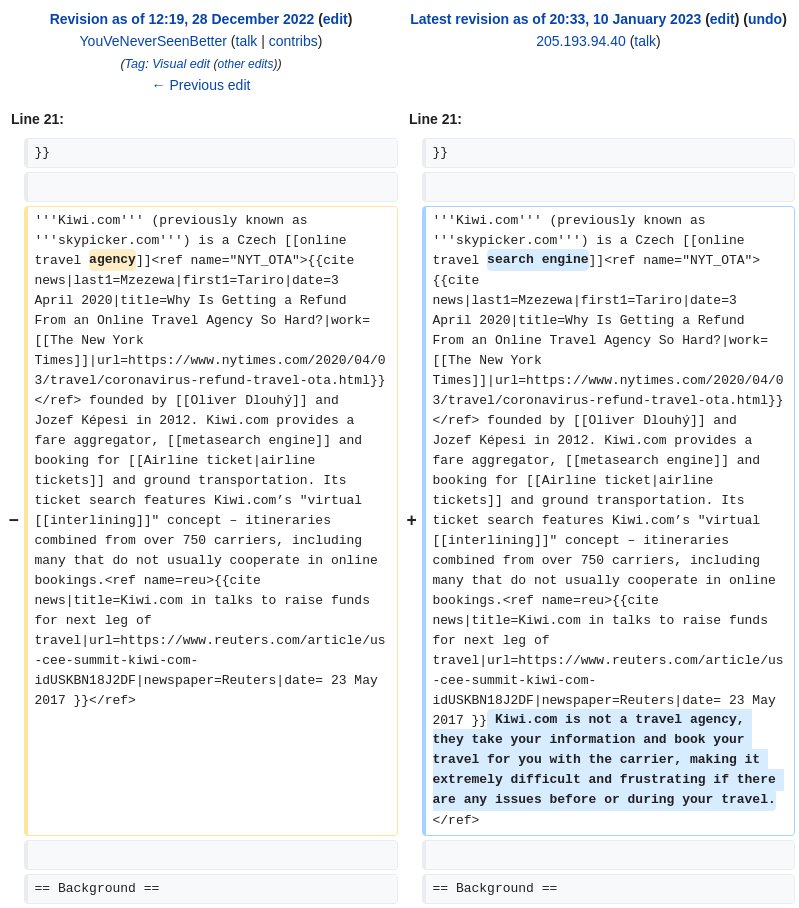 Revision as of 12:19, 28 December 2022 (edit)
YouVeNeverSeenBetter (talk | contribs)
(Tag: Visual edit (other edits))
← Previous edit
Latest revision as of 20:33, 10 January 2023 (edit) (undo)
205.193.94.40 (talk)
Line 21:
}}
−
'''Kiwi.com''' (previously known as
'''skypicker.com''') is a Czech [[online
travel agency]]<ref name="NYT_OTA">{{cite
news|last1=Mzezewa|first1=Tariro|date=3
April 2020|title=Why Is Getting a Refund
From an Online Travel Agency So Hard?|work=
[[The New York
Times]]|url=https://www.nytimes.com/2020/04/0
3/travel/coronavirus-refund-travel-ota.html}}
</ref> founded by [[Oliver Dlouhý]] and
Jozef Képesi in 2012. Kiwi.com provides a
fare aggregator, [[metasearch engine]] and
booking for [[Airline ticket|airline
tickets]] and ground transportation. Its
ticket search features Kiwi.com’s "virtual
[[interlining]]" concept – itineraries
combined from over 750 carriers, including
many that do not usually cooperate in online
bookings.<ref name=reu>{{cite
news|title=Kiwi.com in talks to raise funds
for next leg of
travel|url=https://www.reuters.com/article/us
-cee-summit-kiwi-com-
idUSKBN18J2DF|newspaper=Reuters|date= 23 May
2017 }}</ref>
== Background ==
Line 21:
}}
+
'''Kiwi.com''' (previously known as
'''skypicker.com''') is a Czech [[online
travel search engine]]<ref name="NYT_OTA">
{{cite
news|last1=Mzezewa|first1=Tariro|date=3
April 2020|title=Why Is Getting a Refund
From an Online Travel Agency So Hard?|work=
[[The New York
Times]]|url=https://www.nytimes.com/2020/04/0
3/travel/coronavirus-refund-travel-ota.html}}
</ref> founded by [[Oliver Dlouhý]] and
Jozef Képesi in 2012. Kiwi.com provides a
fare aggregator, [[metasearch engine]] and
booking for [[Airline ticket|airline
tickets]] and ground transportation. Its
ticket search features Kiwi.com’s "virtual
[[interlining]]" concept – itineraries
combined from over 750 carriers, including
many that do not usually cooperate in online
bookings.<ref name=reu>{{cite
news|title=Kiwi.com in talks to raise funds
for next leg of
travel|url=https://www.reuters.com/article/us
-cee-summit-kiwi-com-
idUSKBN18J2DF|newspaper=Reuters|date= 23 May
2017 }} Kiwi.com is not a travel agency,
they take your information and book your
travel for you with the carrier, making it
extremely difficult and frustrating if there
are any issues before or during your travel.
</ref>
== Background ==